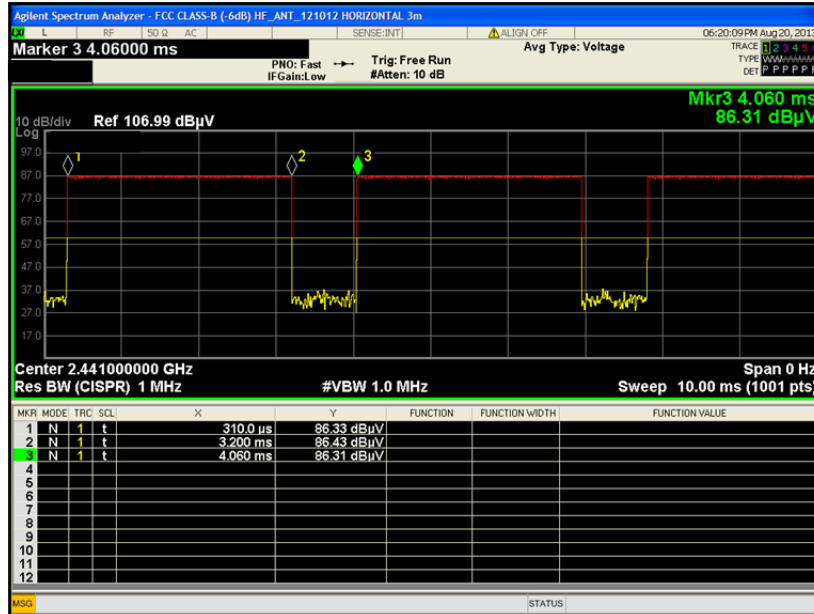 Agilent Spectrum Analyzer - FCC CLASS-B (-6dB) HF_ANT_121012 HORIZONTAL 3m
L RF 50 Ω AC SENSE:INT ALIGN OFF 06:20:09 PM Aug 20, 2013
Marker 3 4.06000 ms
Avg Type: Voltage
TRACE 1 2 3 4 5
PNO: Fast Trig: Free Run
TYPE
IFGain:Low #Atten: 10 dB
DET P P P P P
Mkr3 4.060 ms
86.31 dBµV
10 dB/div Ref 106.99 dBµV
Log
97.0
87.0
77.0
67.0
57.0
47.0
37.0
27.0
17.0
1
2
3
Center 2.441000000 GHz Span 0 Hz
Res BW (CISPR) 1 MHz #VBW 1.0 MHz Sweep 10.00 ms (1001 pts)
MKR MODE TRC SCL X Y FUNCTION FUNCTION WIDTH FUNCTION VALUE
1 N 1 t 310.0 µs 86.33 dBµV
2 N 1 t 3.200 ms 86.43 dBµV
3 N 1 t 4.060 ms 86.31 dBµV
4
5
6
7
8
9
10
11
12
MSG STATUS